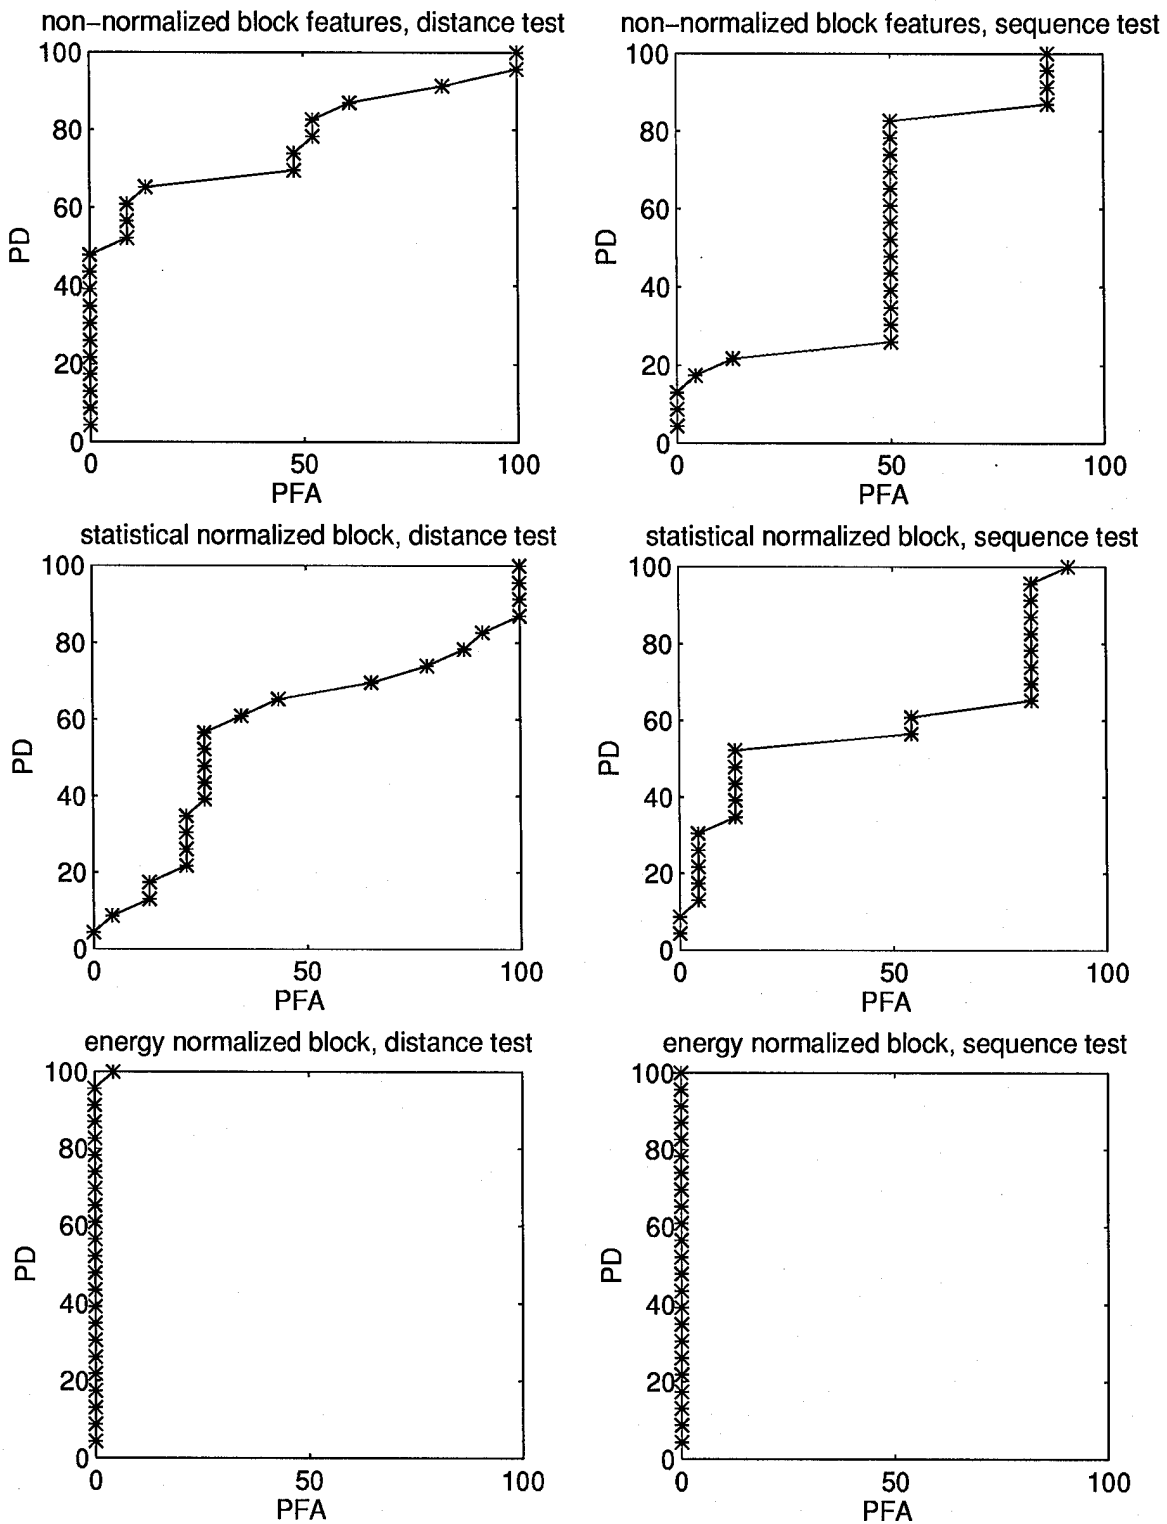 non-normalized block features, distance test
100
80
60
40
20
0
PD
0 50 100
PFA
non-normalized block features, sequence test
100
80
60
40
20
0
PD
0 50 100
PFA
statistical normalized block, distance test
100
80
60
40
20
0
PD
0 50 100
PFA
statistical normalized block, sequence test
100
80
60
40
20
0
PD
0 50 100
PFA
energy normalized block, distance test
100
80
60
40
20
0
PD
0 50 100
PFA
energy normalized block, sequence test
100
80
60
40
20
0
PD
0 50 100
PFA